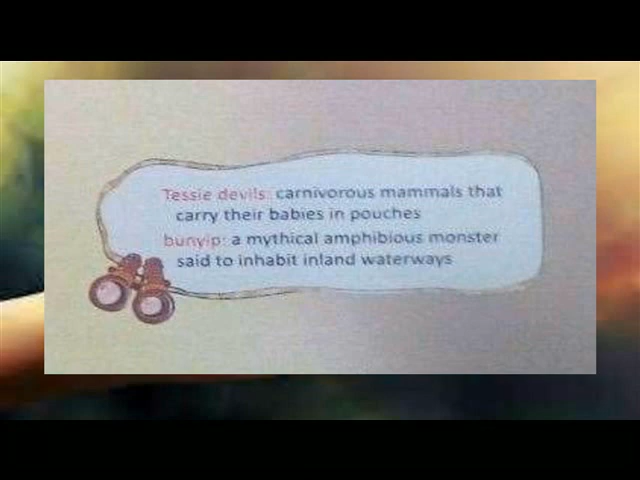 Tessie devils: carnivorous mammals that
carry their babies in pouches
bunyip: a mythical amphibious monster
said to inhabit inland waterways